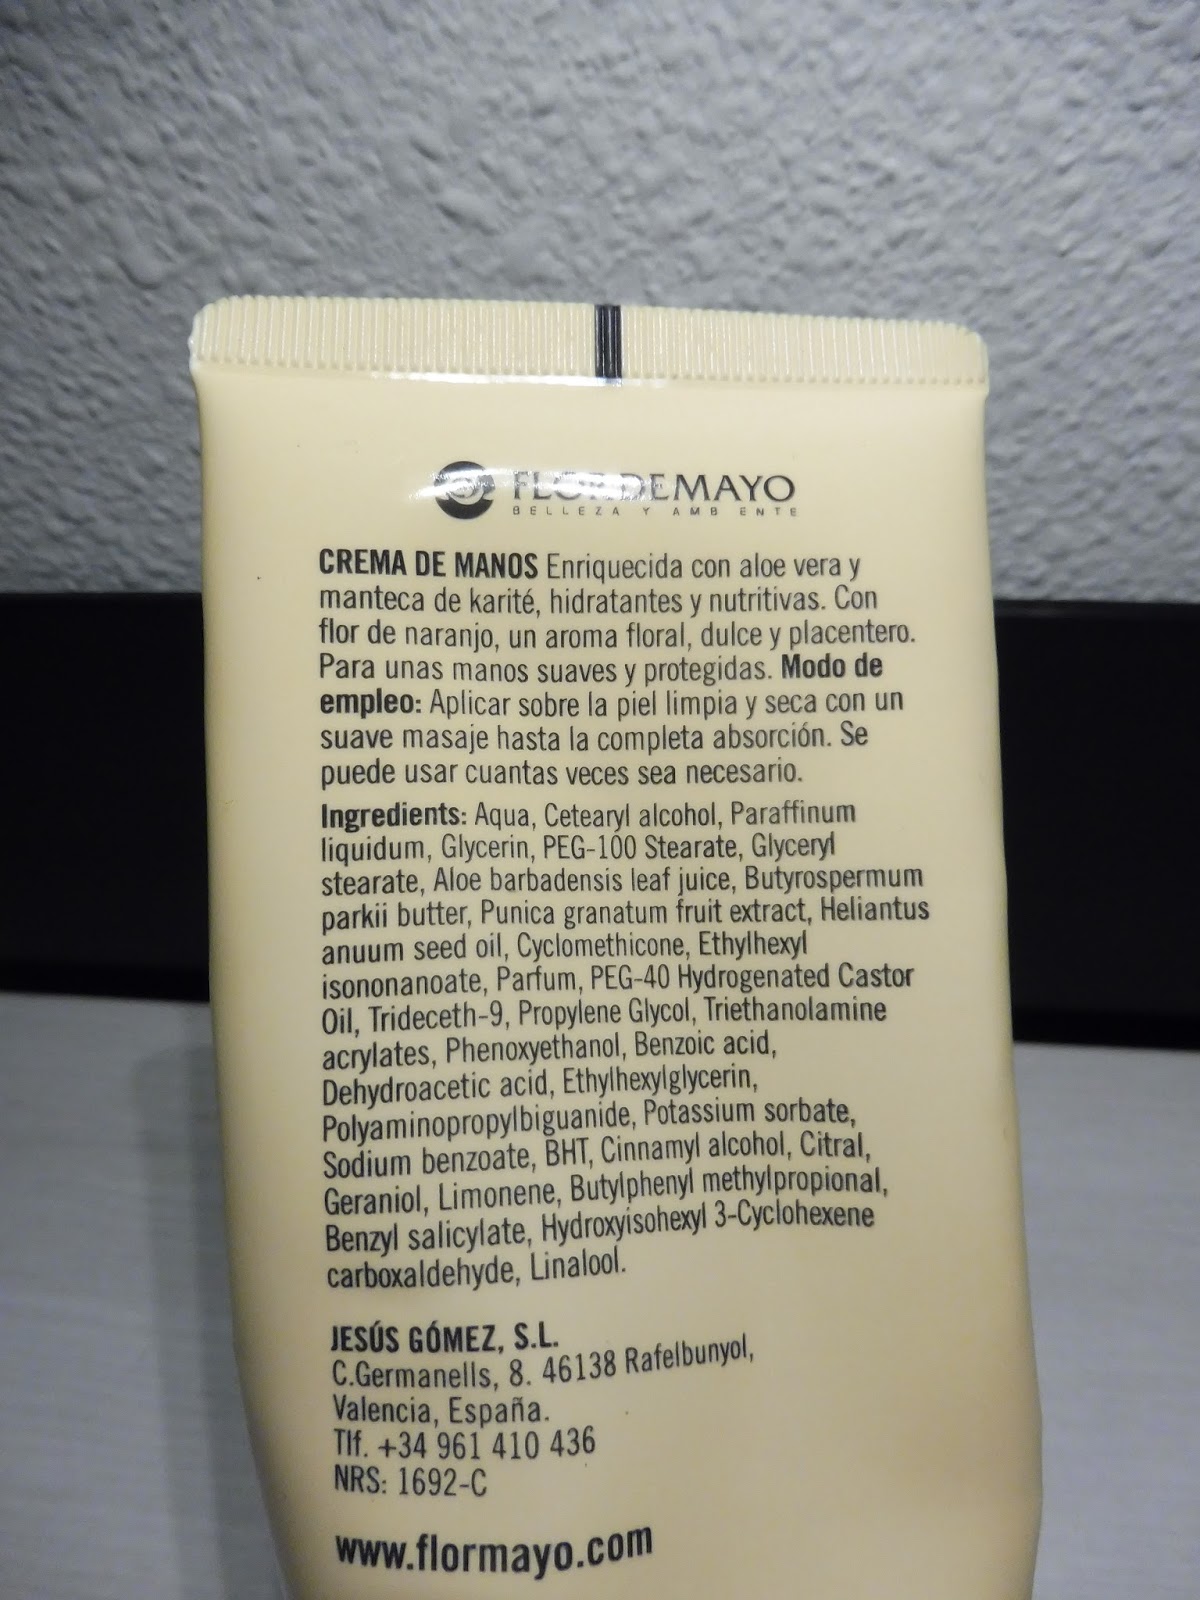 FLOR DE MAYO
BELLEZA Y AMBIENTE
CREMA DE MANOS Enriquecida con aloe vera y
manteca de karité, hidratantes y nutritivas. Con
flor de naranjo, un aroma floral, dulce y placentero.
Para unas manos suaves y protegidas. Modo de
empleo: Aplicar sobre la piel limpia y seca con un
suave masaje hasta la completa absorción. Se
puede usar cuantas veces sea necesario.
Ingredients: Aqua, Cetearyl alcohol, Paraffinum
liquidum, Glycerin, PEG-100 Stearate, Glyceryl
stearate, Aloe barbadensis leaf juice, Butyrospermum
parkii butter, Punica granatum fruit extract, Heliantus
anuum seed oil, Cyclomethicone, Ethylhexyl
isononanoate, Parfum, PEG-40 Hydrogenated Castor
Oil, Trideceth-9, Propylene Glycol, Triethanolamine
acrylates, Phenoxyethanol, Benzoic acid,
Dehydroacetic acid, Ethylhexylglycerin,
Polyaminopropylbiguanide, Potassium sorbate,
Sodium benzoate, BHT, Cinnamyl alcohol, Citral,
Geraniol, Limonene, Butylphenyl methylpropional,
Benzyl salicylate, Hydroxyisohexyl 3-Cyclohexene
carboxaldehyde, Linalool.
JESÚS GÓMEZ, S.L.
C.Germanells, 8. 46138 Rafelbunyol,
Valencia, España.
Tlf. +34 961 410 436
NRS: 1692-C
www.flormayo.com